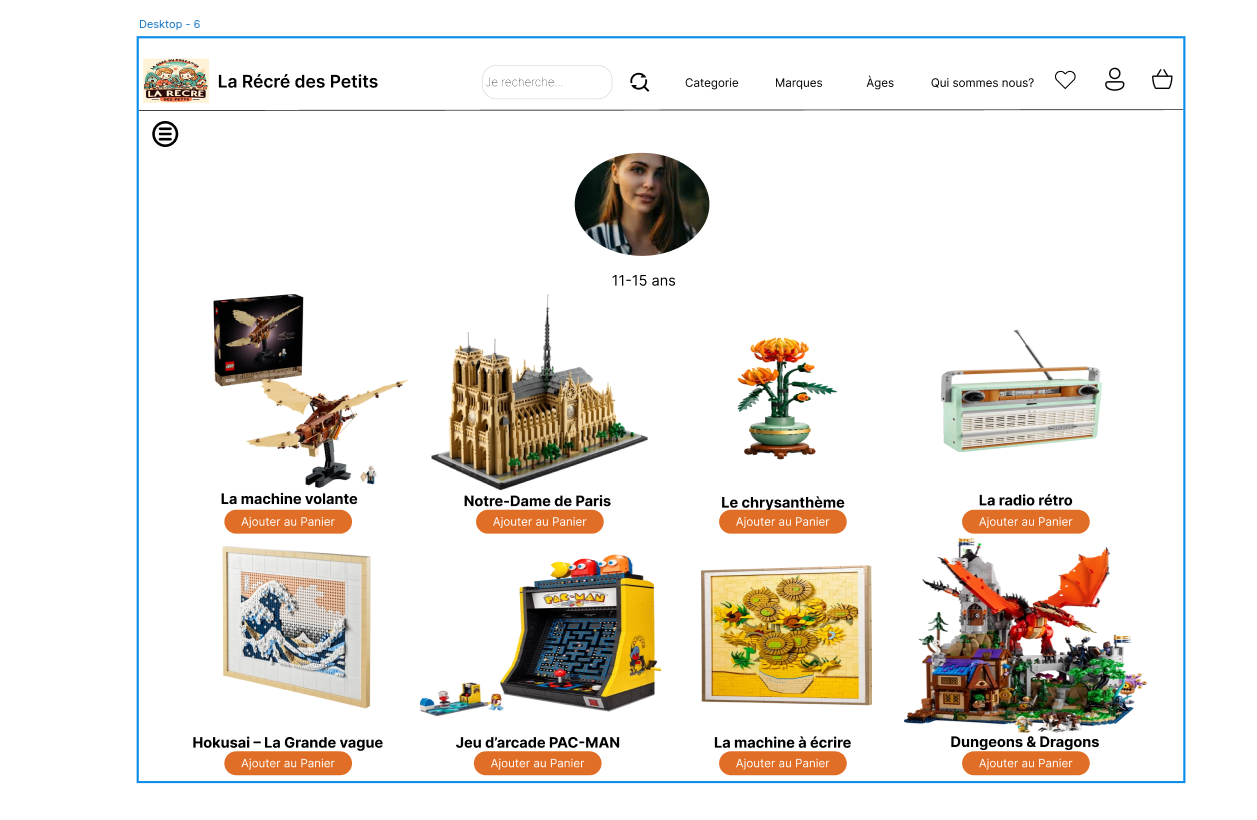 Desktop - 6
LA RÉCRÉ
DES PETITS
La Récré des Petits
Je recherche...
Categorie
Marques
Àges
Qui sommes nous?
11-15 ans
LEGO
La machine volante
Notre-Dame de Paris
Le chrysanthème
La radio rétro
Ajouter au Panier
Ajouter au Panier
Ajouter au Panier
Ajouter au Panier
PAC-MAN
Hokusai – La Grande vague
Jeu d’arcade PAC-MAN
La machine à écrire
Dungeons & Dragons
Ajouter au Panier
Ajouter au Panier
Ajouter au Panier
Ajouter au Panier